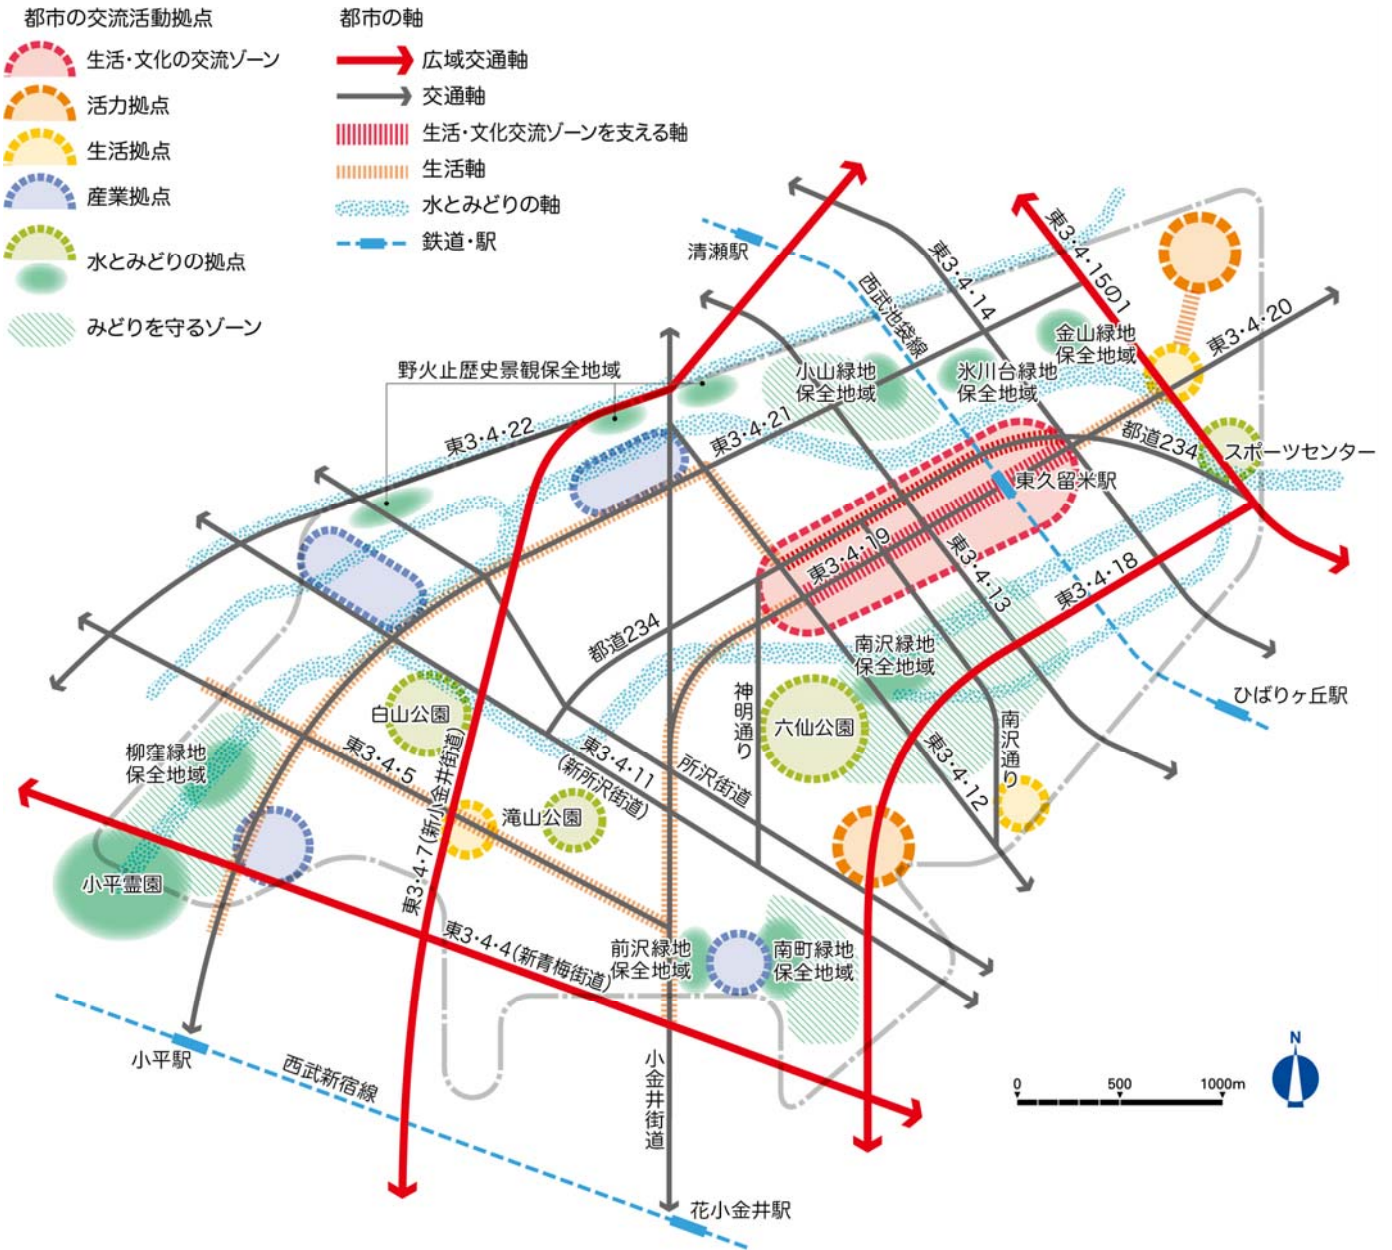 都市の交流活動拠点
生活・文化の交流ゾーン
活力拠点
生活拠点
産業拠点
水とみどりの拠点
みどりを守るゾーン
都市の軸
広域交通軸
交通軸
生活・文化交流ゾーンを支える軸
生活軸
水とみどりの軸
鉄道・駅
清瀬駅
西武池袋線
東3・4・14
東3・4・15の1
東3・4・20
金山緑地
保全地域
氷川台緑地
保全地域
小山緑地
保全地域
野火止歴史景観保全地域
東3・4・22
東3・4・21
都道234
スポーツセンター
東久留米駅
東3・4・19
東3・4・13
東3・4・18
都道234
南沢緑地
保全地域
ひばりヶ丘駅
神明通り
六仙公園
南沢通り
東3・4・12
白山公園
柳窪緑地
保全地域
東3・4・5
東3・4・7(新小金井街道)
東3・4・11
(新所沢街道)
所沢街道
滝山公園
小平霊園
東3・4・4(新青梅街道)
前沢緑地
保全地域
南町緑地
保全地域
小平駅
西武新宿線
小金井街道
花小金井駅
N
0
500
1000m